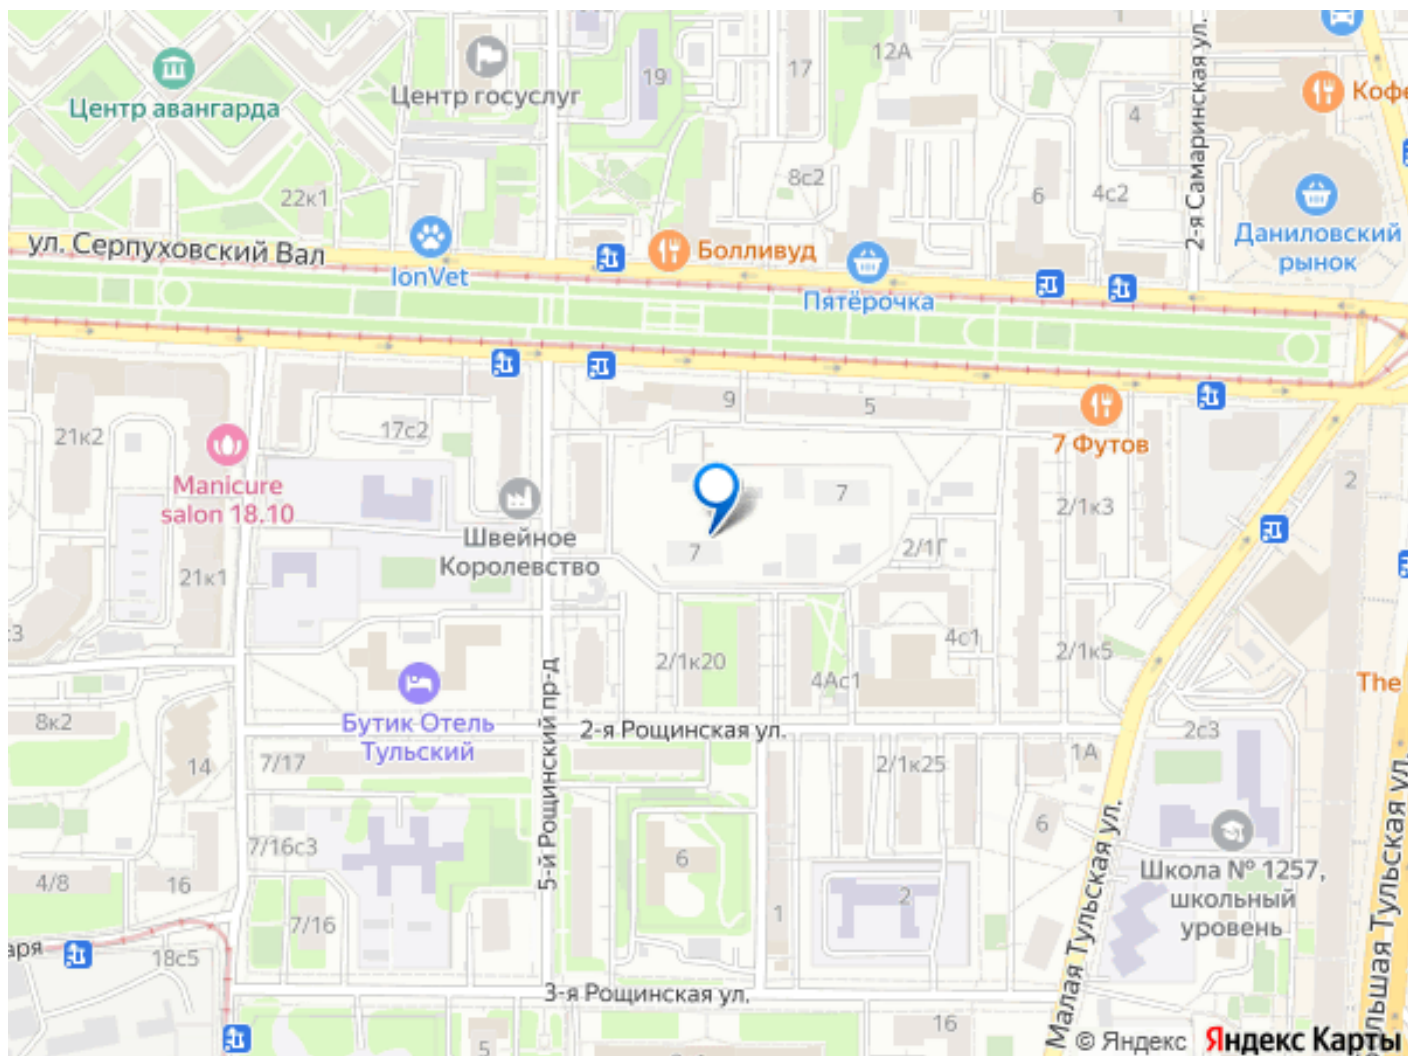 Центр авангарда
Центр госуслуг
19
17
12А
1
4
2-я Самаринская ул.
Кофе
22к1
8с2
6
4с2
Даниловский
рынок
ул. Серпуховский Вал
IonVet
Болливуд
Пятёрочка
21к2
17с2
9
5
7 Футов
Manicure
salon 18.10
Швейное
Королевство
7
7
2/1Г
2/1к3
2
21к1
2/1к20
4Ас1
4с1
2/1к5
The
8к2
Бутик Отель
Тульский
5-й Рощинский пр-д
2-я Рощинская ул.
2с3
1А
14
7/17
2/1к25
7/16с3
6
6
4/8
16
7/16
2
1
Школа № 1257,
школьный
уровень
Малая Тульская ул.
льшая Тульская ул.
аря
18с5
3-я Рощинская ул.
5
16
© Яндекс Яндекс Карты